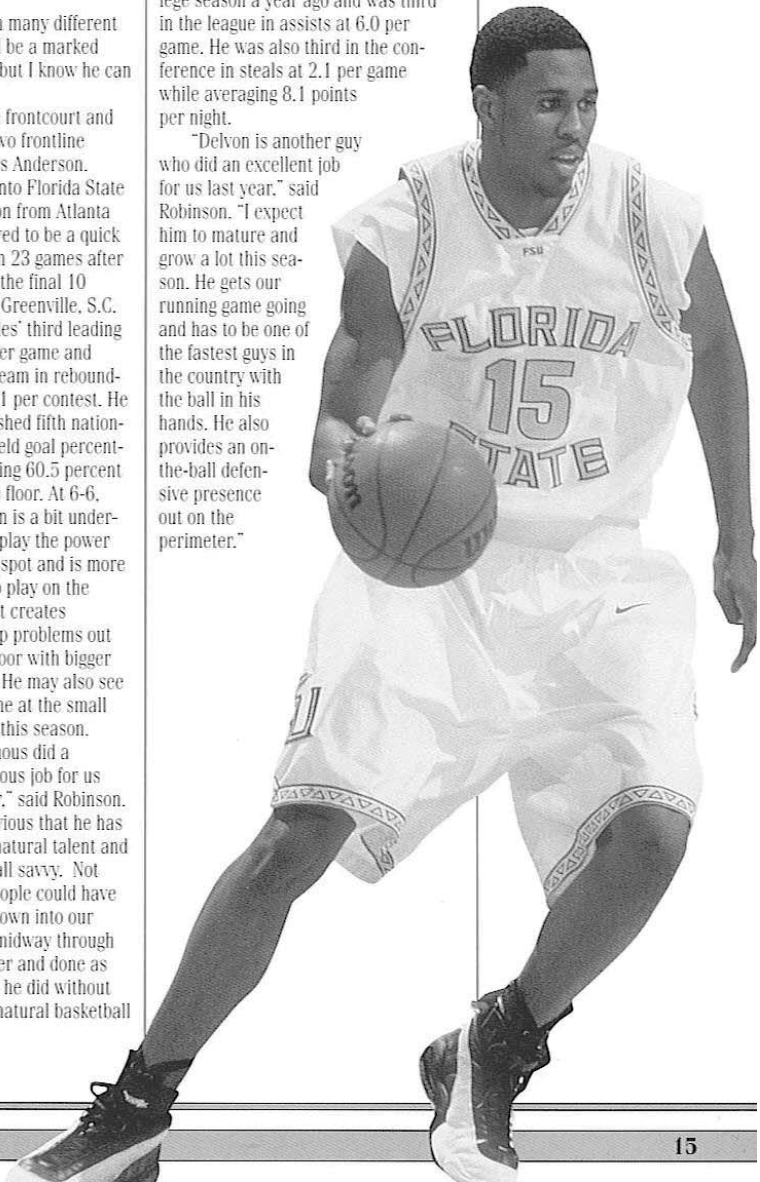 many different
be a marked
but I know he can
frontcourt and
frontline
s Anderson.
nto Florida State
on from Atlanta
red to be a quick
23 games after
the final 10
Greenville, S.C.
les' third leading
er game and
eam in rebound-
1 per contest. He
shed fifth nation-
eld goal percent-
ing 60.5 percent
floor. At 6-6,
n is a bit under-
play the power
spot and is more
play on the
t creates
p problems out
oor with bigger
He may also see
ne at the small
this season.
ous did a
ous job for us
," said Robinson.
ious that he has
natural talent and
all savvy. Not
ople could have
own into our
midway through
er and done as
he did without
natural basketball
lege season a year ago and was third
in the league in assists at 6.0 per
game. He was also third in the con-
ference in steals at 2.1 per game
while averaging 8.1 points
per night.
"Delvon is another guy
who did an excellent job
for us last year," said
Robinson. "I expect
him to mature and
grow a lot this sea-
son. He gets our
running game going
and has to be one of
the fastest guys in
the country with
the ball in his
hands. He also
provides an on-
the-ball defen-
sive presence
out on the
perimeter."
FSU
FLORIDA
15
STATE
15